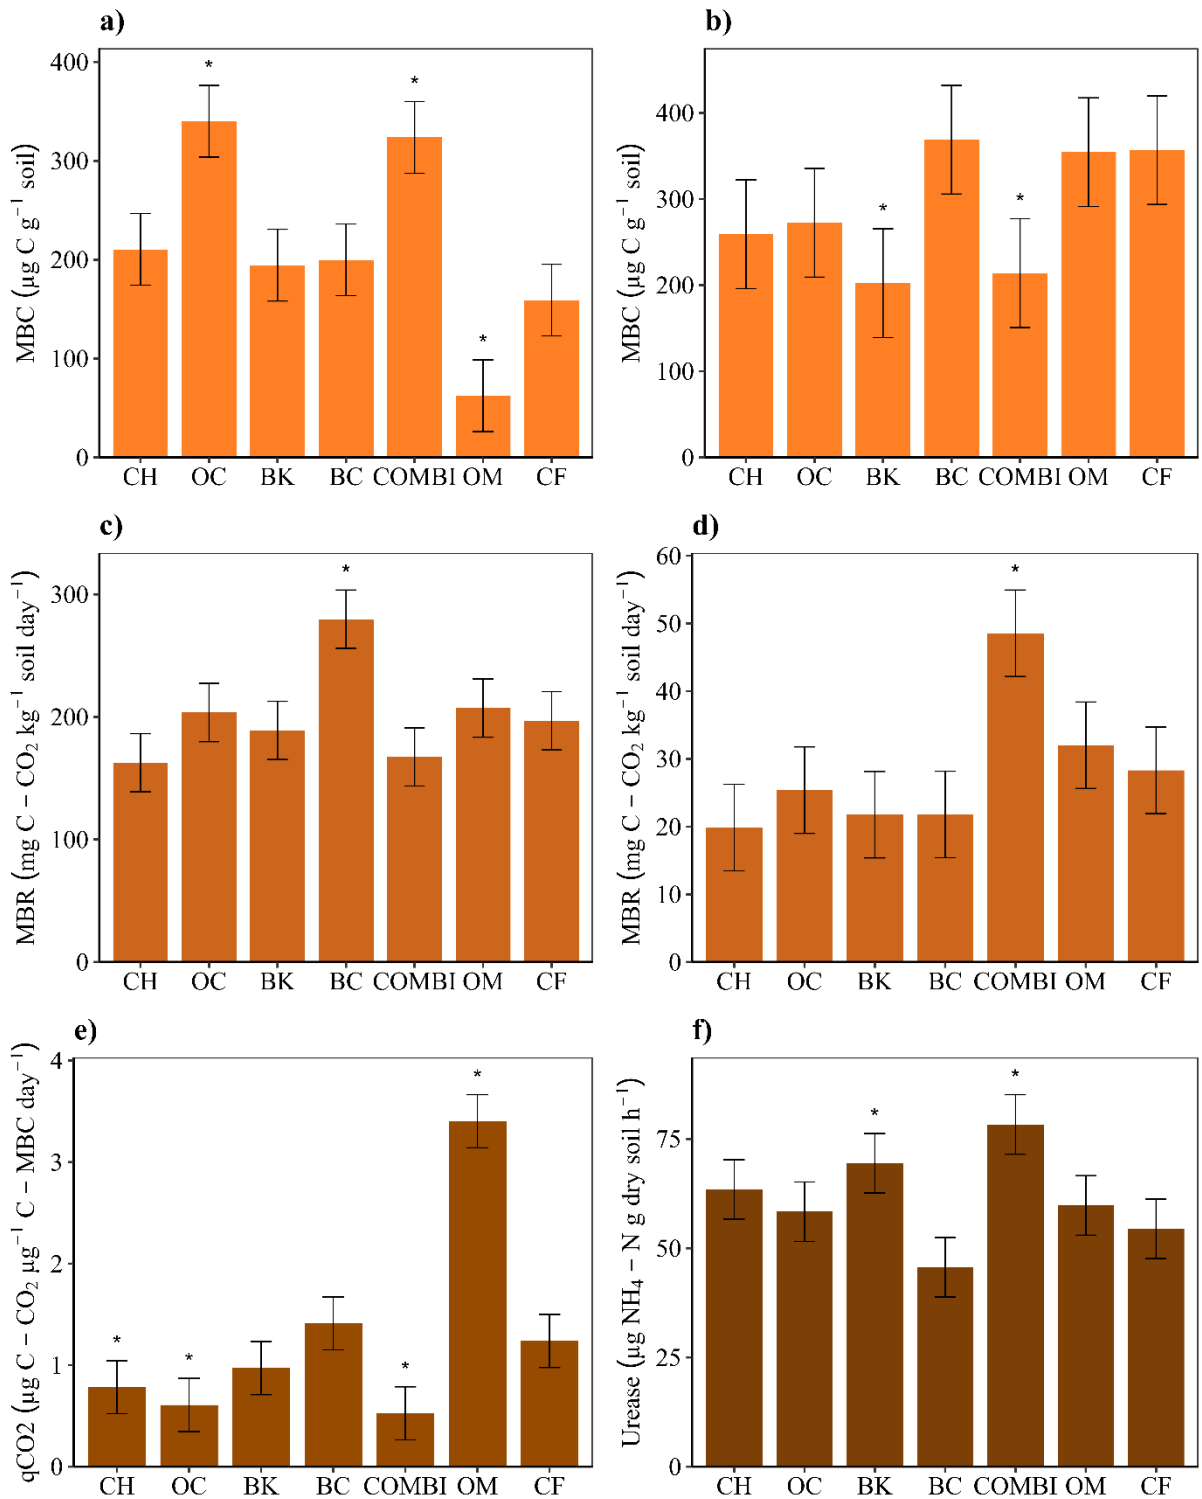 a)
MBC (µg C g⁻¹ soil)
400
300
200
100
0
* * *
CH OC BK BC COMBI OM CF
b)
MBC (µg C g⁻¹ soil)
400
300
200
100
0
* *
CH OC BK BC COMBI OM CF
c)
MBR (mg C − CO₂ kg⁻¹ soil day⁻¹)
300
200
100
0
*
CH OC BK BC COMBI OM CF
d)
MBR (mg C − CO₂ kg⁻¹ soil day⁻¹)
60
50
40
30
20
10
0
*
CH OC BK BC COMBI OM CF
e)
qCO2 (µg C − CO₂ µg⁻¹ C − MBC day⁻¹)
4
3
2
1
0
* * * *
CH OC BK BC COMBI OM CF
f)
Urease (µg NH₄ − N g dry soil h⁻¹)
75
50
25
0
* *
CH OC BK BC COMBI OM CF